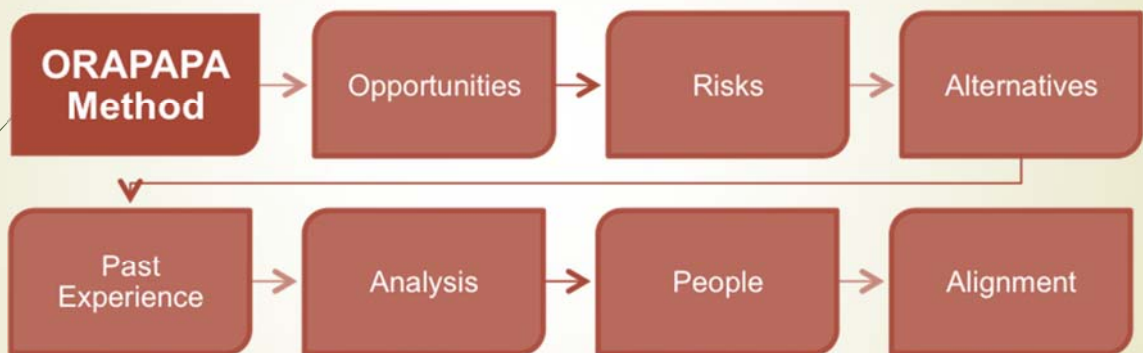 ORAPAPA
Method
Opportunities
Risks
Alternatives
Past
Experience
Analysis
People
Alignment